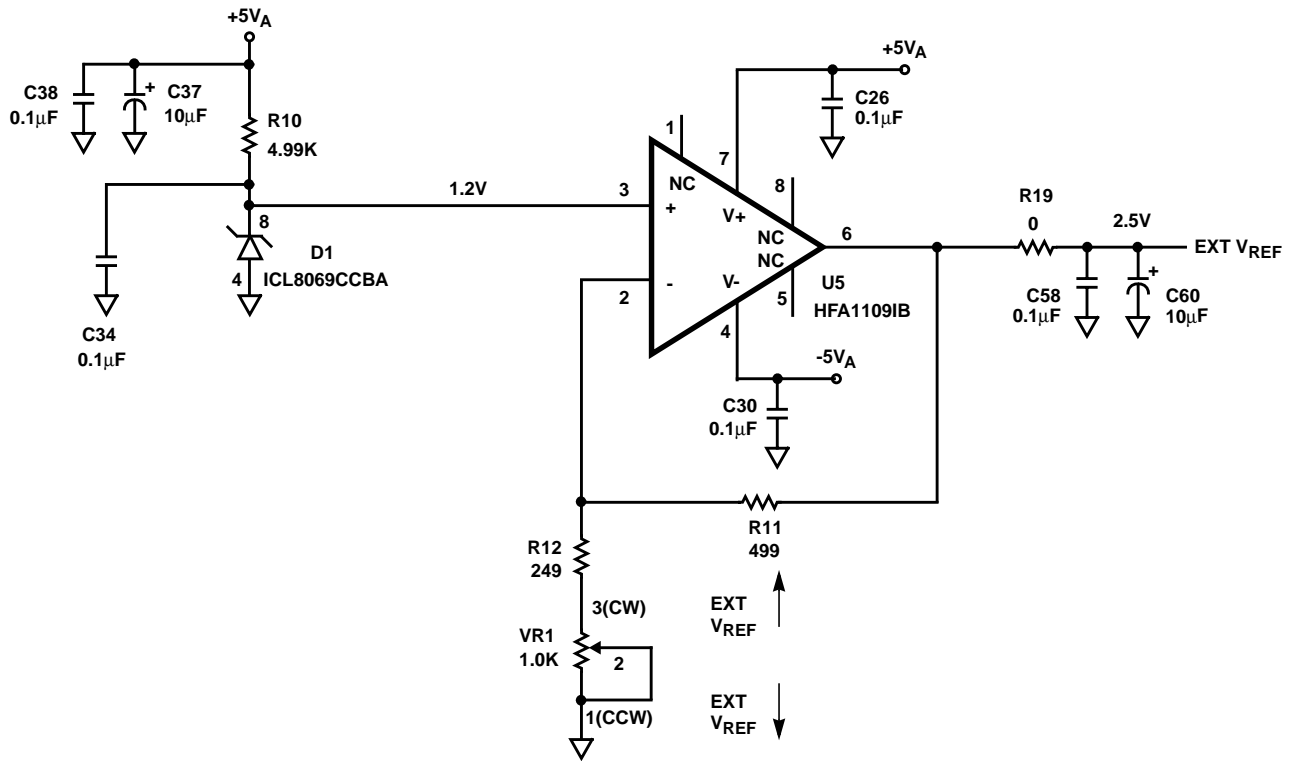 +5VA
C38
0.1µF
C37
10µF
+
R10
4.99K
1.2V
8
D1
4
ICL8069CCBA
C34
0.1µF
+5VA
C26
0.1µF
1
NC
7
3
+
V+
8
NC
NC
6
2
-
V-
5
U5
HFA1109IB
4
-5VA
C30
0.1µF
R19
0
2.5V
EXT VREF
C58
0.1µF
+
C60
10µF
R11
499
R12
249
3(CW)
VR1
1.0K
2
1(CCW)
EXT
VREF
EXT
VREF